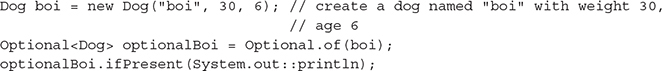 Dog boi = new Dog("boi", 30, 6); // create a dog named "boi" with weight 30,
// age 6
Optional<Dog> optionalBoi = Optional.of(boi);
optionalBoi.ifPresent(System.out::println);